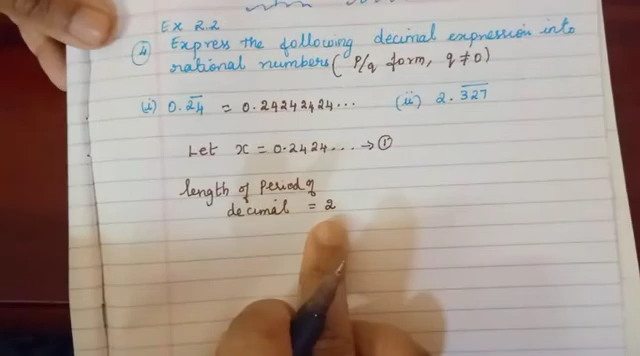 Ex 2.2
④ Express the following decimal expression into
rational numbers (P/q form, q ≠ 0)
(i) 0.2̅4̅ = 0.24242424... (ii) 2.3̅2̅7̅
Let x = 0.2424.... → ①
length of Period of
decimal = 2